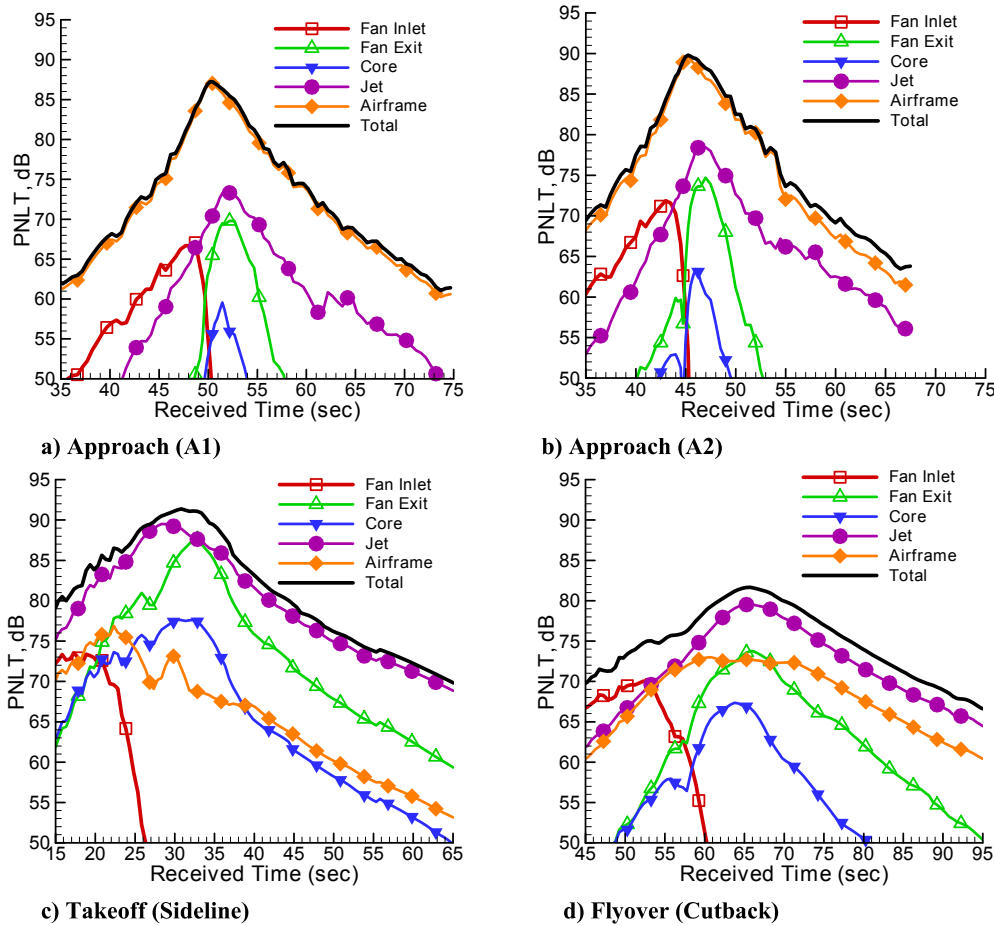 95
90
85
80
75
70
65
60
55
50
PNLT, dB
Fan Inlet
Fan Exit
Core
Jet
Airframe
Total
35 40 45 50 55 60 65 70 75
Received Time (sec)
a) Approach (A1)
95
90
85
80
75
70
65
60
55
50
PNLT, dB
Fan Inlet
Fan Exit
Core
Jet
Airframe
Total
35 40 45 50 55 60 65 70 75
Received Time (sec)
b) Approach (A2)
95
90
85
80
75
70
65
60
55
50
PNLT, dB
Fan Inlet
Fan Exit
Core
Jet
Airframe
Total
15 20 25 30 35 40 45 50 55 60 65
Received Time (sec)
c) Takeoff (Sideline)
95
90
85
80
75
70
65
60
55
50
PNLT, dB
Fan Inlet
Fan Exit
Core
Jet
Airframe
Total
45 50 55 60 65 70 75 80 85 90 95
Received Time (sec)
d) Flyover (Cutback)